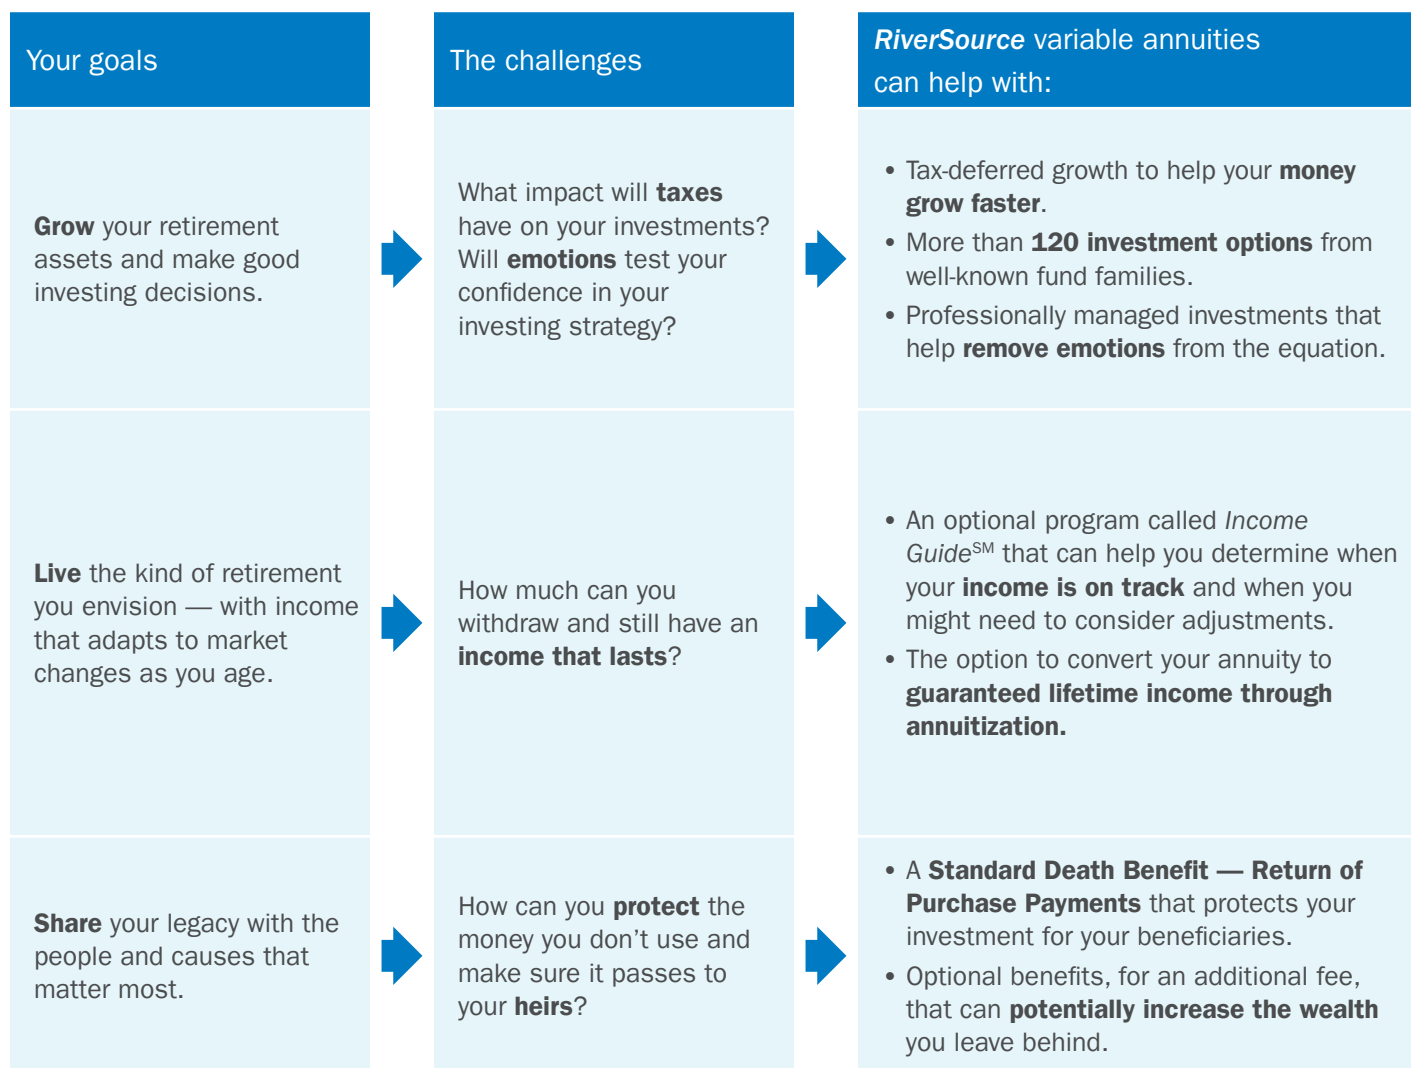 Your goals
The challenges
RiverSource variable annuities
can help with:
Grow your retirement
assets and make good
investing decisions.
What impact will taxes
have on your investments?
Will emotions test your
confidence in your
investing strategy?
• Tax-deferred growth to help your money
grow faster.
• More than 120 investment options from
well-known fund families.
• Professionally managed investments that
help remove emotions from the equation.
Live the kind of retirement
you envision — with income
that adapts to market
changes as you age.
How much can you
withdraw and still have an
income that lasts?
• An optional program called Income
Guide℠ that can help you determine when
your income is on track and when you
might need to consider adjustments.
• The option to convert your annuity to
guaranteed lifetime income through
annuitization.
Share your legacy with the
people and causes that
matter most.
How can you protect the
money you don’t use and
make sure it passes to
your heirs?
• A Standard Death Benefit — Return of
Purchase Payments that protects your
investment for your beneficiaries.
• Optional benefits, for an additional fee,
that can potentially increase the wealth
you leave behind.